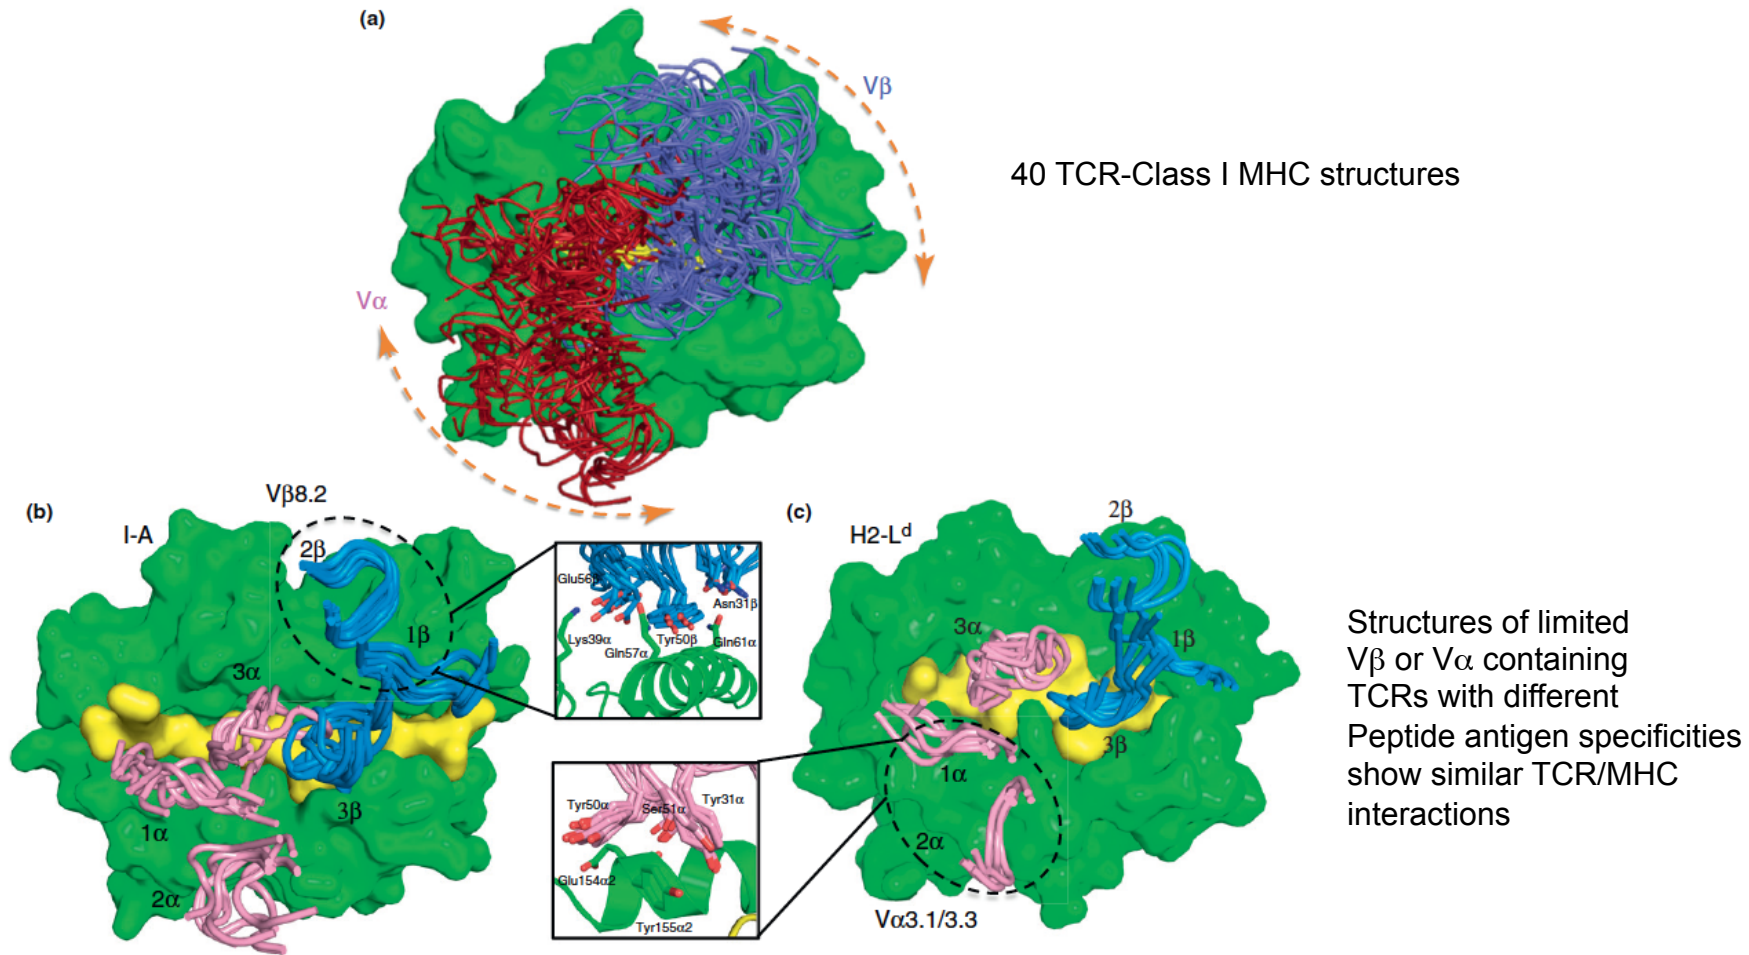 (a)
Vβ
40 TCR-Class I MHC structures
Vα
Vβ8.2
(b)
I-A
2β
1β
3α
3β
1α
2α
Glu56β
Asn31β
Lys39α
Tyr50β
Gln57α
Gln61α
Tyr50α
Ser51α
Tyr31α
Glu154α2
Tyr155α2
(c)
H2-Lᵈ
2β
3α
1β
3β
1α
2α
Vα3.1/3.3
Structures of limited
Vβ or Vα containing
TCRs with different
Peptide antigen specificities
show similar TCR/MHC
interactions